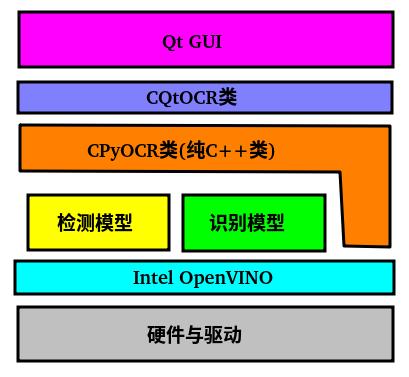 Qt GUI
CQtOCR类
CPyOCR类(纯C++类)
检测模型
识别模型
Intel OpenVINO
硬件与驱动